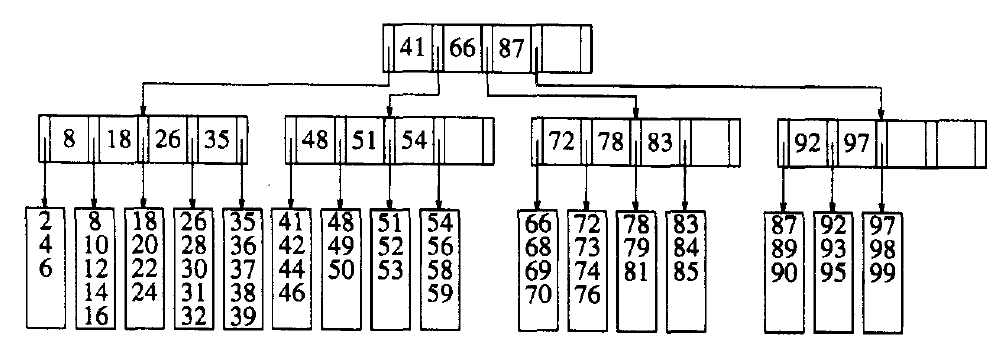 41 66 87
8 18 26 35 48 51 54 72 78 83 92 97
2 8 18 26 35 41 48 51 54 66 72 78 83 87 92 97
4 10 20 28 36 42 49 52 56 68 73 79 84 89 93 98
6 12 22 30 37 44 50 53 58 69 74 81 85 90 95 99
14 24 31 38 46 59 70 76
16 32 39